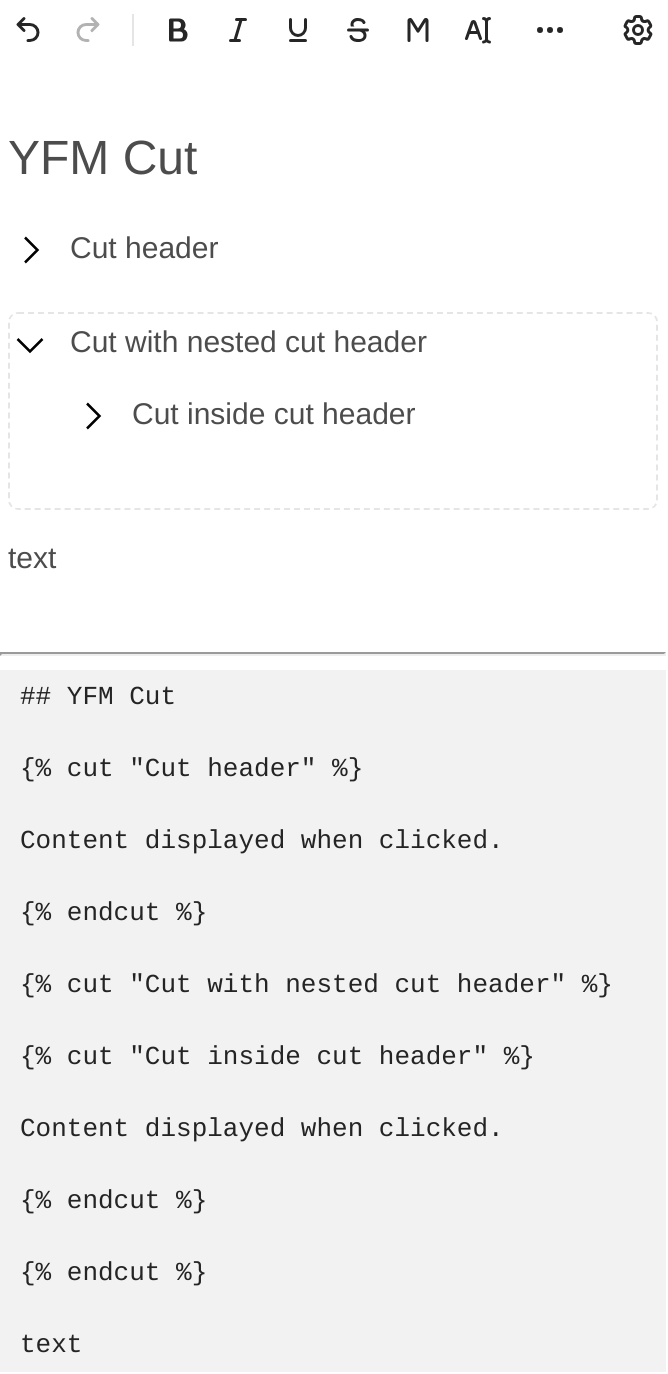 YFM Cut
Cut header
Cut with nested cut header
Cut inside cut header
text
## YFM Cut
{% cut "Cut header" %}
Content displayed when clicked.
{% endcut %}
{% cut "Cut with nested cut header" %}
{% cut "Cut inside cut header" %}
Content displayed when clicked.
{% endcut %}
{% endcut %}
text